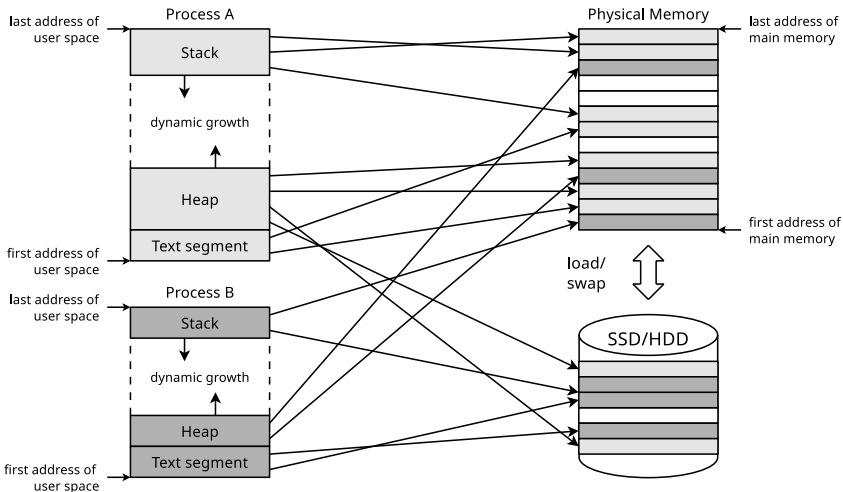 Process A
Physical Memory
last address of
user space
last address of
main memory
Stack
dynamic growth
Heap
Text segment
first address of
user space
first address of
main memory
load/
swap
Process B
last address of
user space
Stack
dynamic growth
Heap
Text segment
first address of
user space
SSD/HDD